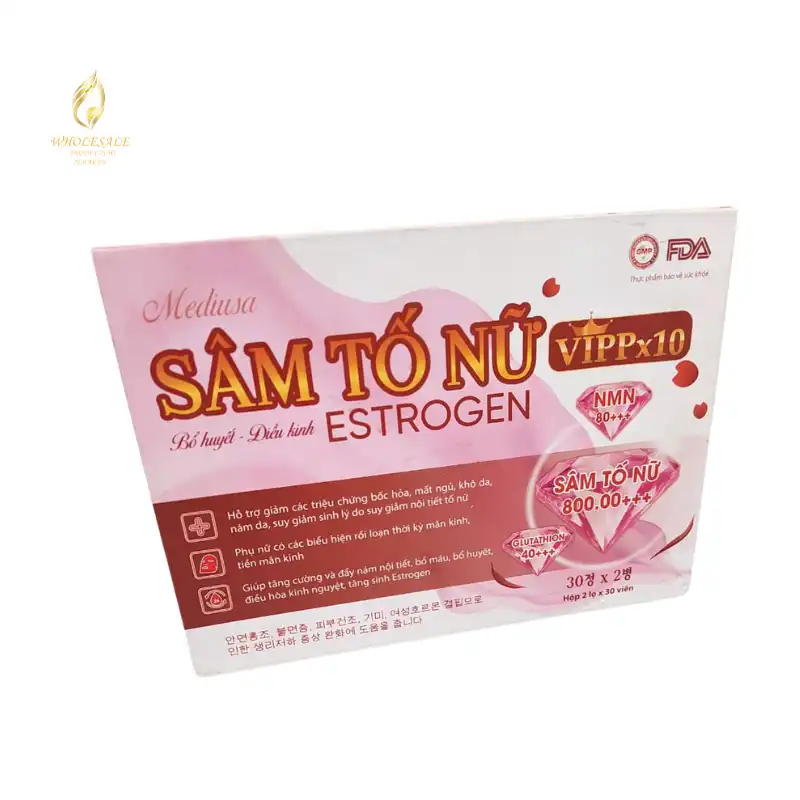 WHOLESALE
GMP
FDA
Thực phẩm bảo vệ sức khỏe
Mediusa
SÂM TỐ NỮ
VIPPx10
Bổ huyết - Điều kinh ESTROGEN
NMN
80+++
SÂM TỐ NỮ
800.00+++
GLUTATHION
40+++
Hỗ trợ giảm các triệu chứng bốc hỏa, mất ngủ, khô da,
nám da, suy giảm sinh lý do suy giảm nội tiết tố nữ
Phụ nữ có các biểu hiện rối loạn thời kỳ mãn kinh,
tiền mãn kinh
Giúp tăng cường và đẩy nám nội tiết, bổ máu, bổ huyết,
điều hòa kinh nguyệt, tăng sinh Estrogen
30정 x 2병
Hộp 2 lọ x 30 viên
안면홍조, 불면증, 피부건조, 기미, 여성호르몬 결핍으로
인한 생리저하 증상 완화에 도움을 줍니다